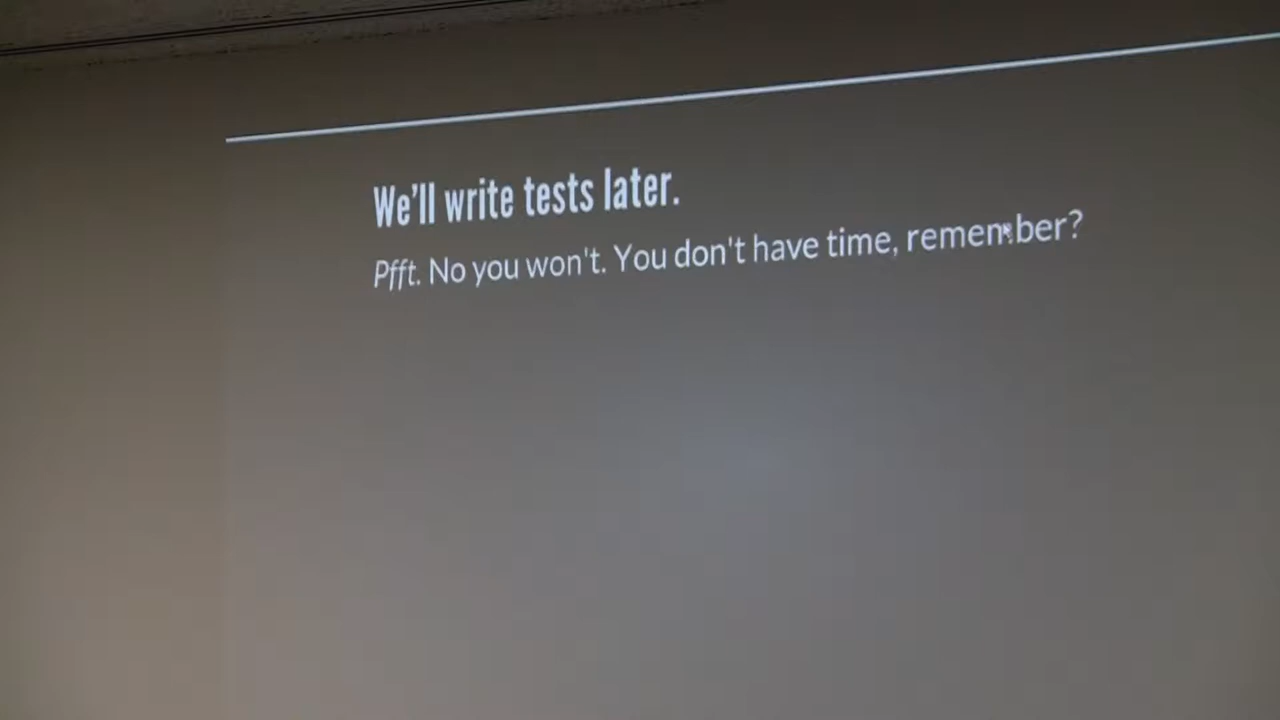 We'll write tests later.
Pfft. No you won't. You don't have time, remember?